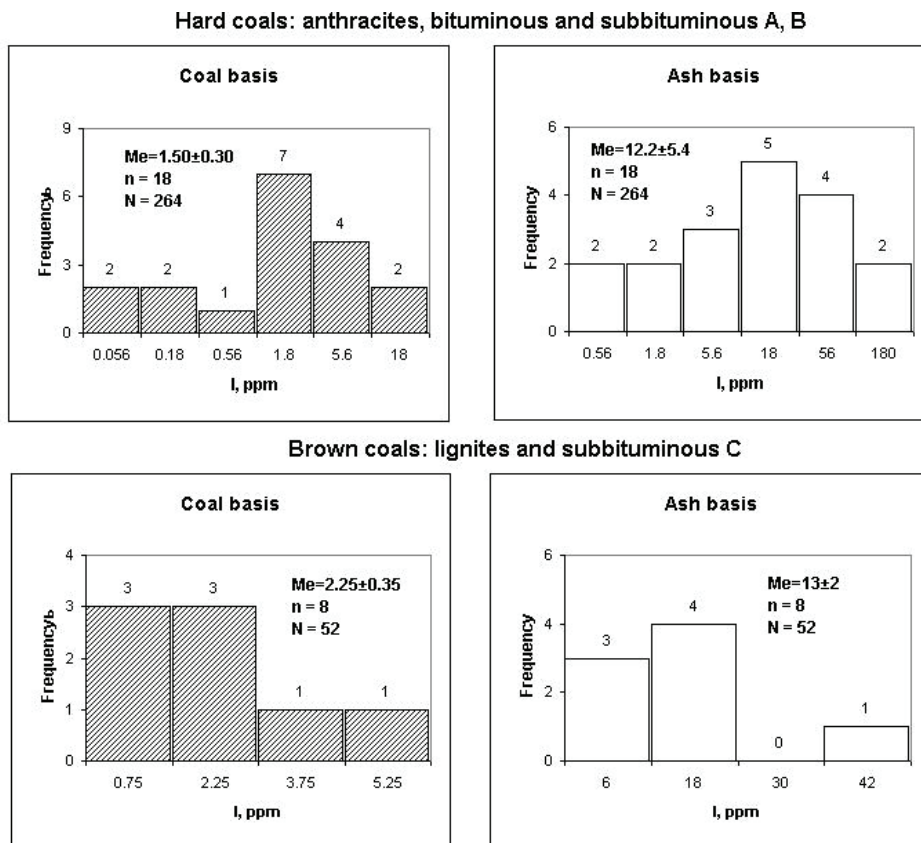 Hard coals: anthracites, bituminous and subbituminous A, B
Coal basis
9
6
3
0
Frequencyь
Me=1.50±0.30
n = 18
N = 264
2
2
1
7
4
2
0.056 0.18 0.56 1.8 5.6 18
I, ppm
Ash basis
6
4
2
0
Frequency
Me=12.2±5.4
n = 18
N = 264
2
2
3
5
4
2
0.56 1.8 5.6 18 56 180
I, ppm
Brown coals: lignites and subbituminous C
Coal basis
4
3
2
1
0
Frequencyь
Me=2.25±0.35
n = 8
N = 52
3
3
1
1
0.75 2.25 3.75 5.25
I, ppm
Ash basis
6
4
2
0
Frequency
Me=13±2
n = 8
N = 52
3
4
0
1
6 18 30 42
I, ppm